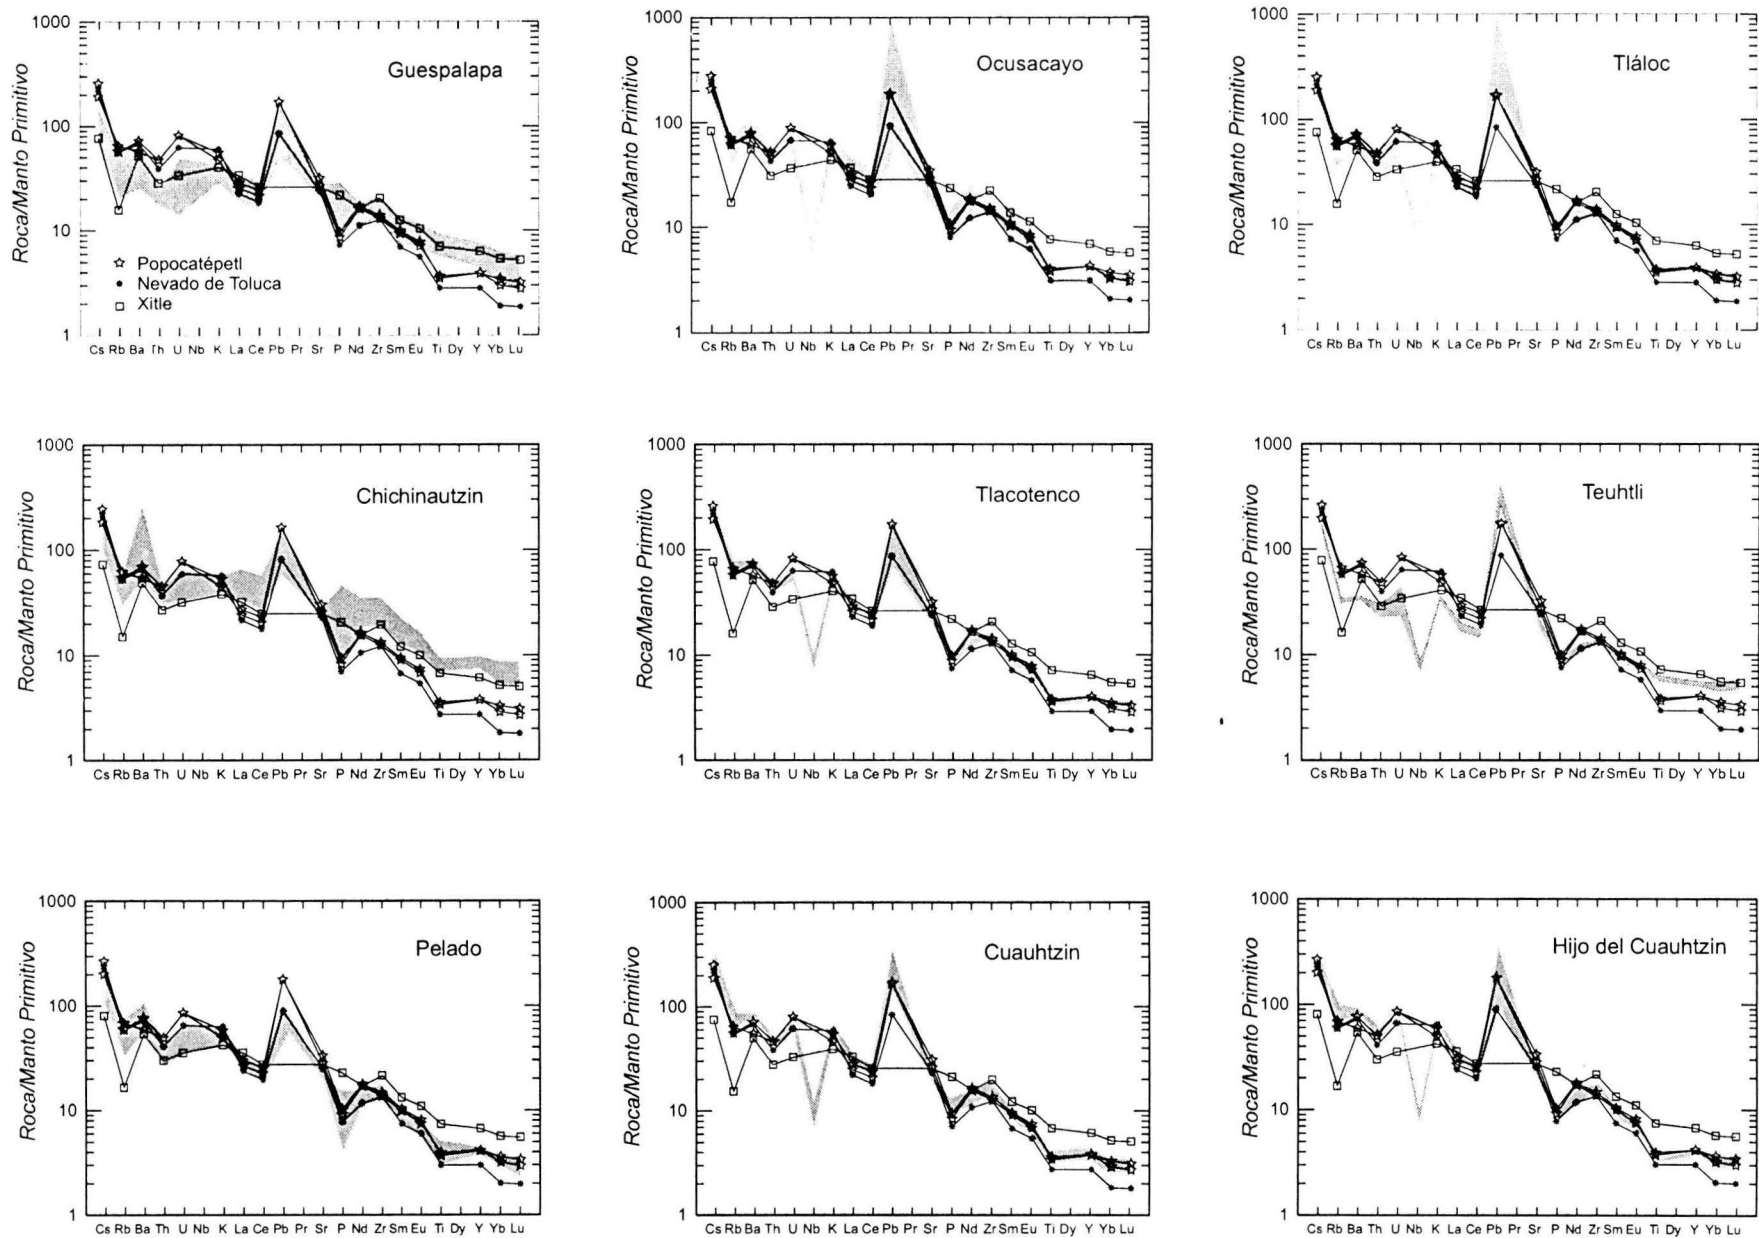 Guespalapa
Roca/Manto Primitivo
1000
100
10
1
Popocatépetl
Nevado de Toluca
Xitle
Cs Rb Ba Th U Nb K La Ce Pb Pr Sr P Nd Zr Sm Eu Ti Dy Y Yb Lu
Ocusacayo
Roca/Manto Primitivo
1000
100
10
1
Cs Rb Ba Th U Nb K La Ce Pb Pr Sr P Nd Zr Sm Eu Ti Dy Y Yb Lu
Tláloc
Roca/Manto Primitivo
1000
100
10
1
Cs Rb Ba Th U Nb K La Ce Pb Pr Sr P Nd Zr Sm Eu Ti Dy Y Yb Lu
Chichinautzin
Roca/Manto Primitivo
1000
100
10
1
Cs Rb Ba Th U Nb K La Ce Pb Pr Sr P Nd Zr Sm Eu Ti Dy Y Yb Lu
Tlacotenco
Roca/Manto Primitivo
1000
100
10
1
Cs Rb Ba Th U Nb K La Ce Pb Pr Sr P Nd Zr Sm Eu Ti Dy Y Yb Lu
Teuhtli
Roca/Manto Primitivo
1000
100
10
1
Cs Rb Ba Th U Nb K La Ce Pb Pr Sr P Nd Zr Sm Eu Ti Dy Y Yb Lu
Pelado
Roca/Manto Primitivo
1000
100
10
1
Cs Rb Ba Th U Nb K La Ce Pb Pr Sr P Nd Zr Sm Eu Ti Dy Y Yb Lu
Cuauhtzin
Roca/Manto Primitivo
1000
100
10
1
Cs Rb Ba Th U Nb K La Ce Pb Pr Sr P Nd Zr Sm Eu Ti Dy Y Yb Lu
Hijo del Cuauhtzin
Roca/Manto Primitivo
1000
100
10
1
Cs Rb Ba Th U Nb K La Ce Pb Pr Sr P Nd Zr Sm Eu Ti Dy Y Yb Lu